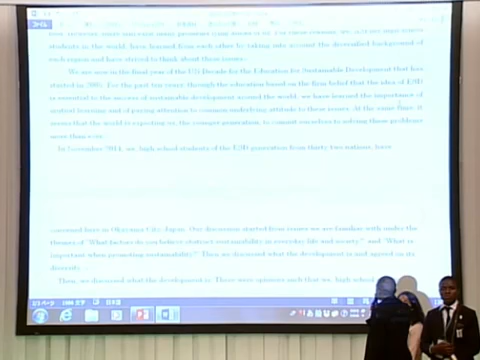 students in the world, have learned from each other by taking into account the diversified background of
each region and have strived to think about these issues.
We are now in the final year of the UN Decade for the Education for Sustainable Development that has
started in 2005. For the past ten years, through the education based on the firm belief that the idea of ESD
is essential to the success of sustainable development around the world, we have learned the importance of
mutual learning and of paying attention to common underlying attitude to these issues. At the same time, it
means that the world is expecting us, the younger generation, to commit ourselves to solving these problems
more than ever.
In November 2014, we, high school students of the ESD generation from thirty two nations, have
convened here in Okayama City, Japan. Our discussion started from issues we are familiar with under the
themes of "What factors do you believe obstruct sustainability in everyday life and society?" and "What is
important when promoting sustainability?" Then we discussed what the development is and agreed on its
diversity.
Then, we discussed what the development is. There were opinions such that we, high school